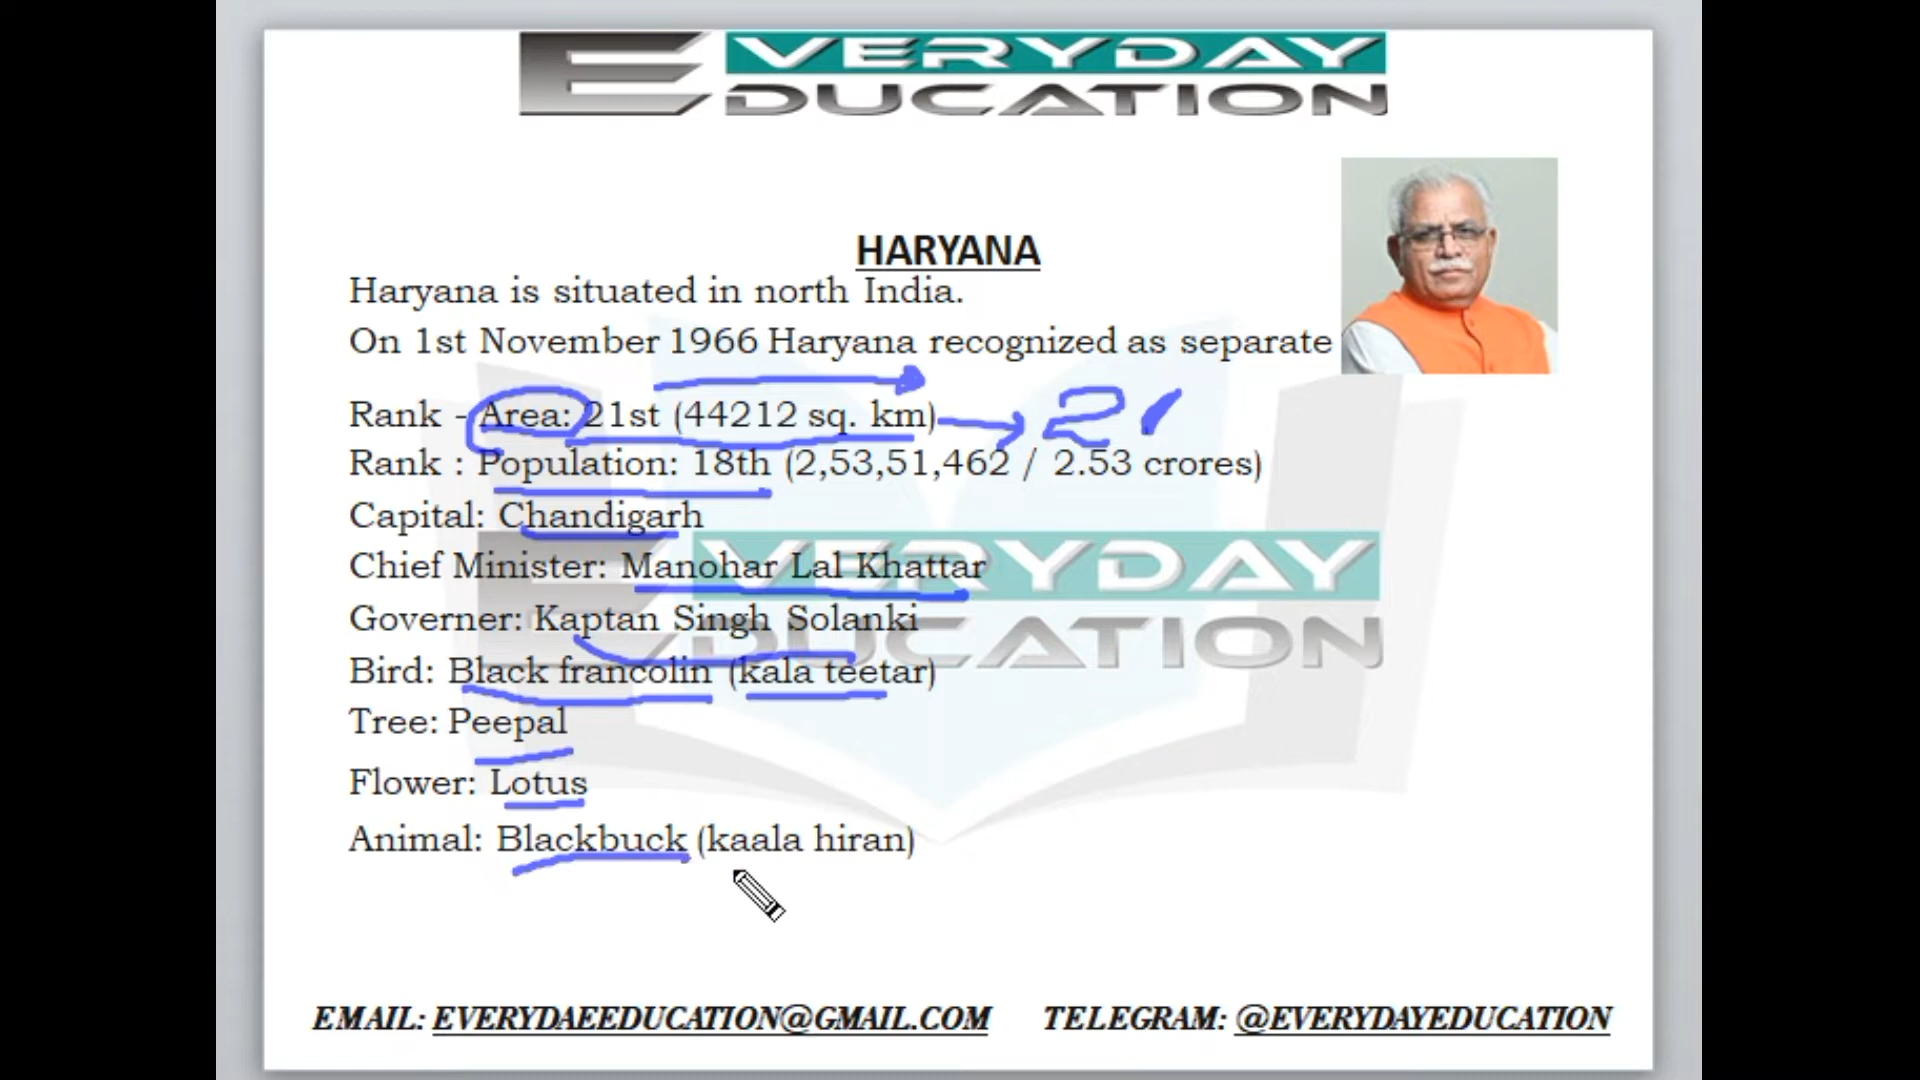 EVERYDAY
EDUCATION
HARYANA
Haryana is situated in north India.
On 1st November 1966 Haryana recognized as separate
Rank - Area: 21st (44212 sq. km) → 21
Rank : Population: 18th (2,53,51,462 / 2.53 crores)
Capital: Chandigarh
Chief Minister: Manohar Lal Khattar
Governer: Kaptan Singh Solanki
Bird: Black francolin (kala teetar)
Tree: Peepal
Flower: Lotus
Animal: Blackbuck (kaala hiran)
EVERYDAY
EDUCATION
EMAIL: EVERYDAEEDUCATION@GMAIL.COM TELEGRAM: @EVERYDAYEDUCATION